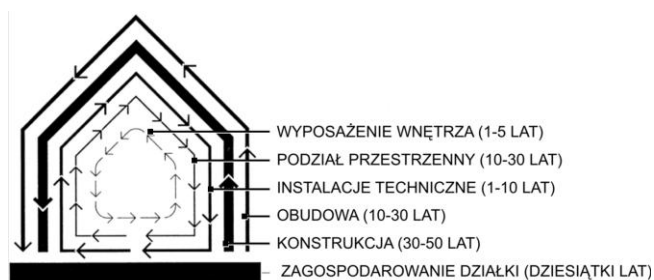 WYPOSAŻENIE WNĘTRZA (1-5 LAT)
PODZIAŁ PRZESTRZENNY (10-30 LAT)
INSTALACJE TECHNICZNE (1-10 LAT)
OBUDOWA (10-30 LAT)
KONSTRUKCJA (30-50 LAT)
ZAGOSPODAROWANIE DZIAŁKI (DZIESIĄTKI LAT)